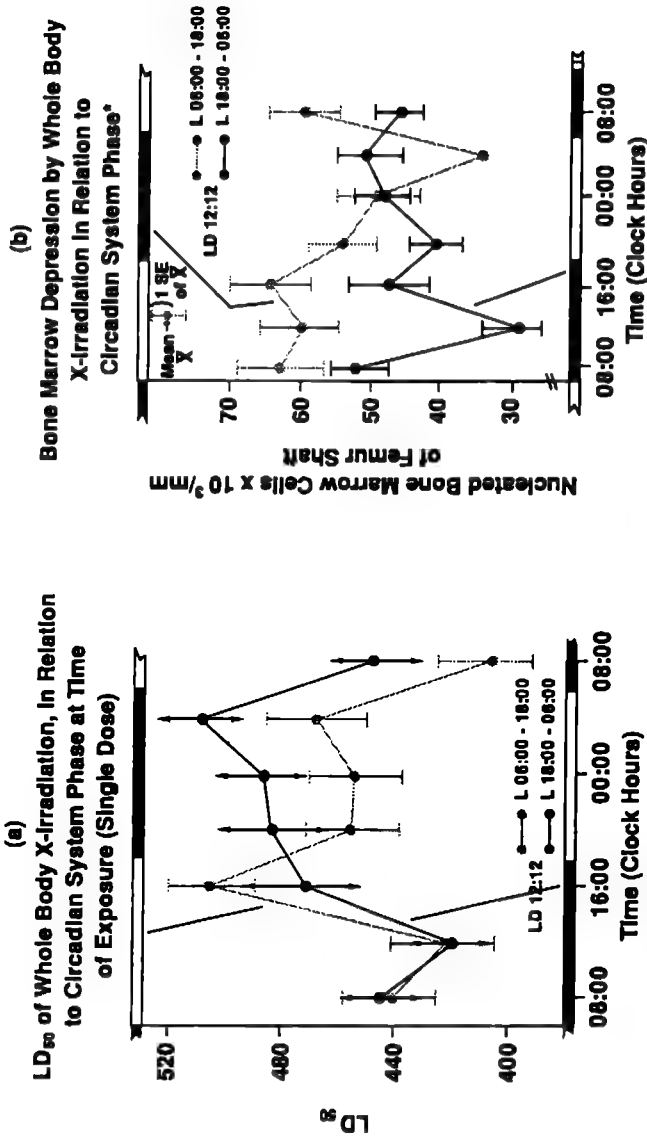 (a)
LD50 of Whole Body X-Irradiation, In Relation
to Circadian System Phase at Time
of Exposure (Single Dose)
LD50
520
480
440
400
LD 12:12
L 06:00 - 18:00
L 18:00 - 06:00
08:00
16:00
00:00
08:00
Time (Clock Hours)
(b)
Bone Marrow Depression by Whole Body
X-Irradiation In Relation to
Circadian System Phase*
Nucleated Bone Marrow Cells x 10³/mm
of Femur Shaft
70
60
50
40
30
Mean
X
1 SE
of X
L 06:00 - 18:00
L 18:00 - 06:00
LD 12:12
08:00
16:00
00:00
08:00
Time (Clock Hours)